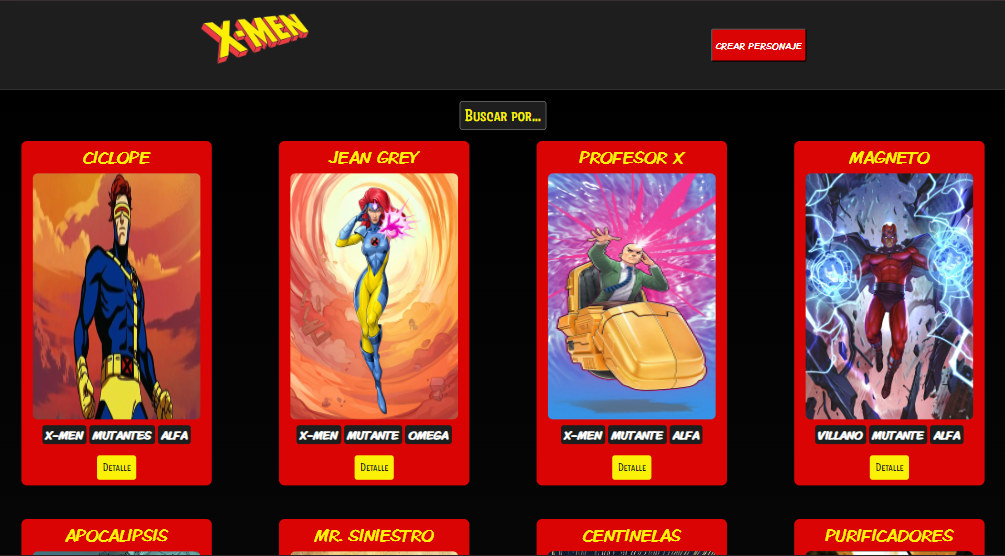 X-MEN
CREAR PERSONAJE
Buscar por...
CICLOPE
JEAN GREY
PROFESOR X
MAGNETO
X-MEN MUTANTES ALFA
X-MEN MUTANTE OMEGA
X-MEN MUTANTE ALFA
VILLANO MUTANTE ALFA
Detalle
Detalle
Detalle
Detalle
APOCALIPSIS
MR. SINIESTRO
CENTINELAS
PURIFICADORES